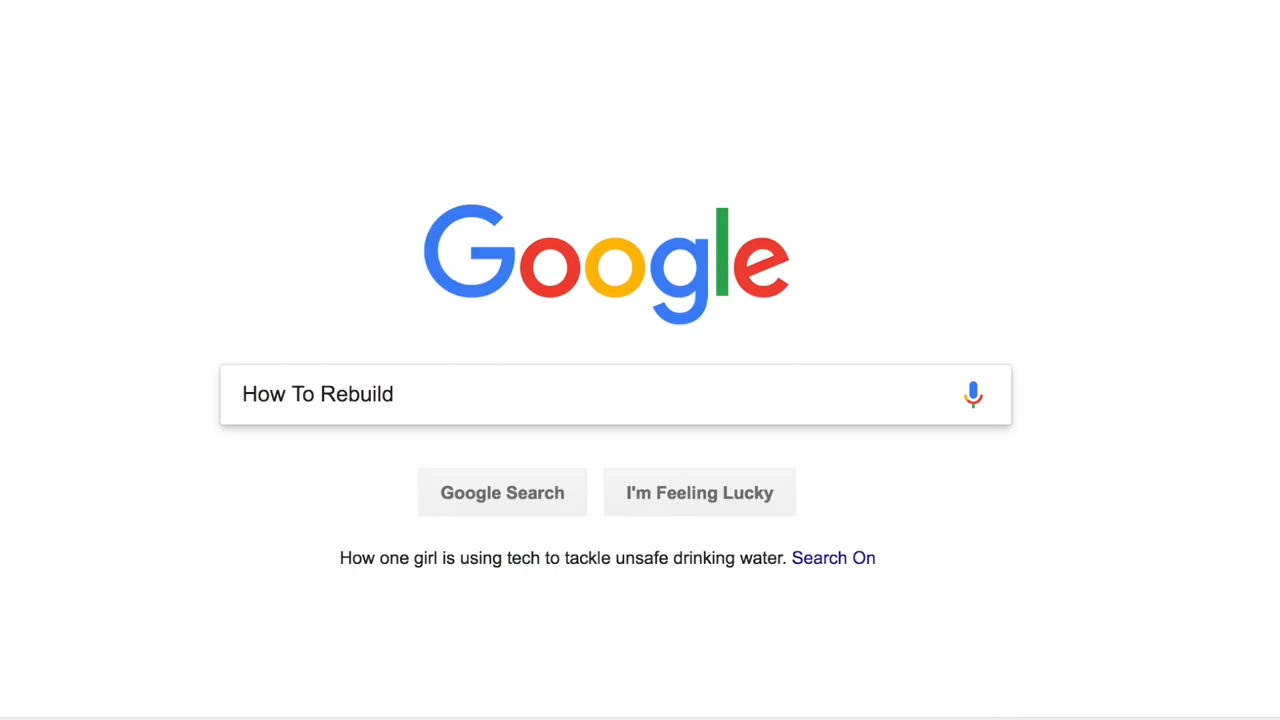 Google
How To Rebuild
Google Search
I'm Feeling Lucky
How one girl is using tech to tackle unsafe drinking water. Search On